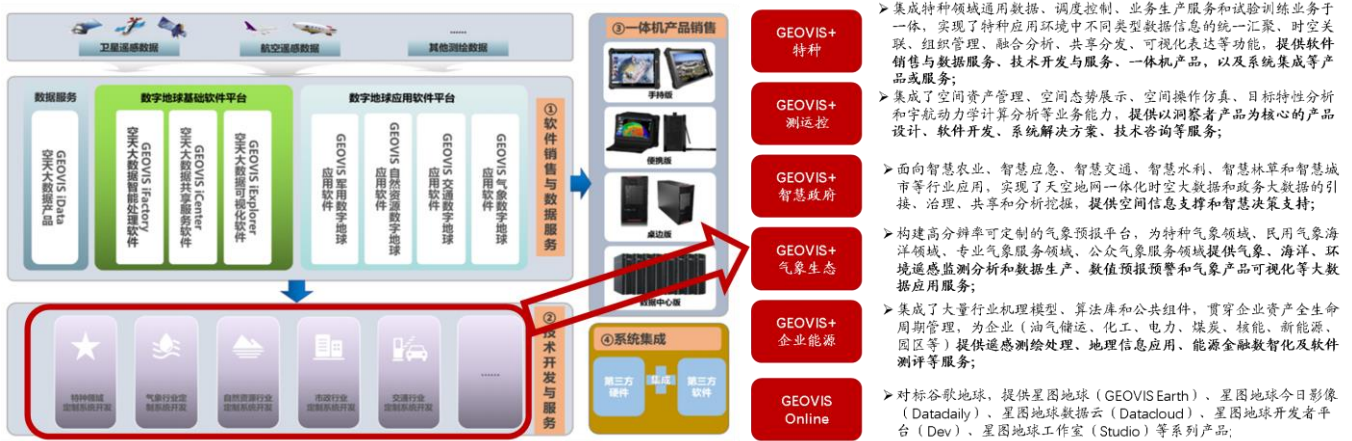 卫星遥感数据
航空遥感数据
......
其他测绘数据
数据服务
GEOVIS iData
空天大数据产品
数字地球基础软件平台
GEOVIS iFactory
空天大数据智能处理软件
GEOVIS iCenter
空天大数据共享服务软件
GEOVIS iExplorer
空天大数据可视化软件
数字地球应用软件平台
GEOVIS 军用数字地球
应用软件
GEOVIS 自然资源数字地球
应用软件
GEOVIS 交通数字地球
应用软件
GEOVIS 气象数字地球
应用软件
①软件销售与数据服务
特种领域
定制系统开发
气象行业定
制系统开发
自然资源行业
定制系统开发
市政行业
定制系统开发
交通行业
定制系统开发
......
②技术开发与服务
③一体机产品销售
手持版
便携版
桌边版
数据中心版
④系统集成
第三方
硬件
集成
第三方
软件
GEOVIS+
特种
➢集成特种领域通用数据、调度控制、业务生产服务和试验训练业务于
一体，实现了特种应用环境中不同类型数据信息的统一汇聚、时空关
联、组织管理、融合分析、共享分发、可视化表达等功能，提供软件
销售与数据服务、技术开发与服务、一体机产品，以及系统集成等产
品或服务；
GEOVIS+
测运控
➢集成了空间资产管理、空间态势展示、空间操作仿真、目标特性分析
和宇航动力学计算分析等业务能力，提供以洞察者产品为核心的产品
设计、软件开发、系统解决方案、技术咨询等服务；
GEOVIS+
智慧政府
➢面向智慧农业、智慧应急、智慧交通、智慧水利、智慧林草和智慧城
市等行业应用，实现了天空地网一体化时空大数据和政务大数据的引
接、治理、共享和分析挖掘，提供空间信息支撑和智慧决策支持；
GEOVIS+
气象生态
➢构建高分辨率可定制的气象预报平台，为特种气象领域、民用气象海
洋领域、专业气象服务领域、公众气象服务领域提供气象、海洋、环
境遥感监测分析和数据生产、数值预报预警和气象产品可视化等大数
据应用服务；
GEOVIS+
企业能源
➢集成了大量行业机理模型、算法库和公共组件，贯穿企业资产全生命
周期管理，为企业（油气储运、化工、电力、煤炭、核能、新能源、
园区等）提供遥感测绘处理、地理信息应用、能源金融数智化及软件
测评等服务；
GEOVIS
Online
➢对标谷歌地球，提供星图地球（GEOVIS Earth）、星图地球今日影像
（Datadaily）、星图地球数据云（Datacloud）、星图地球开发者平
台（Dev）、星图地球工作室（Studio）等系列产品;